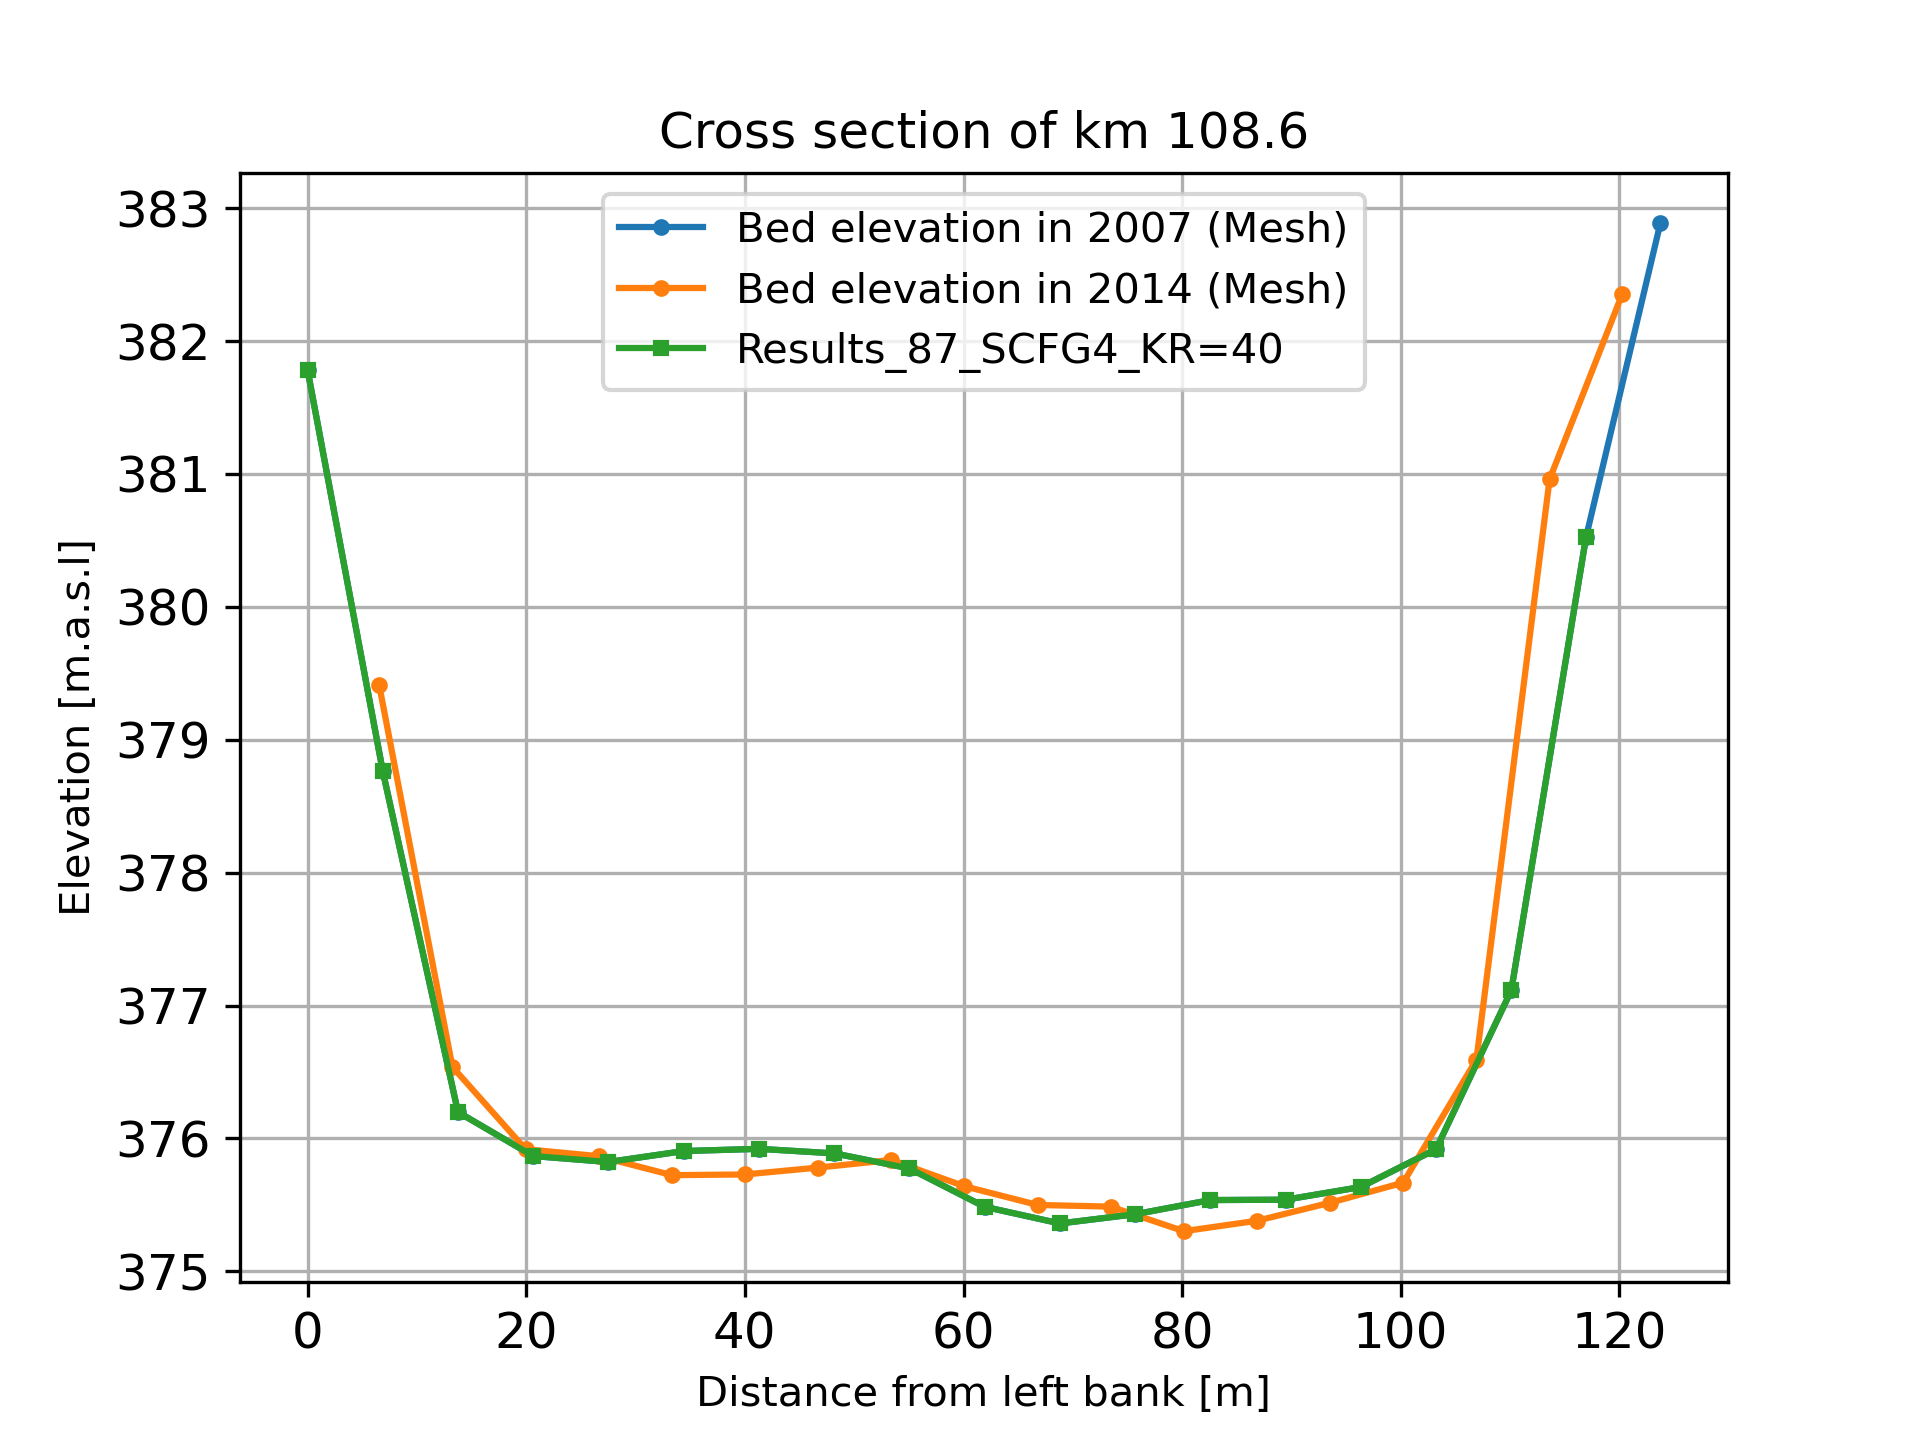 Cross section of km 108.6
Bed elevation in 2007 (Mesh)
Bed elevation in 2014 (Mesh)
Results_87_SCFG4_KR=40
Elevation [m.a.s.l]
383
382
381
380
379
378
377
376
375
0 20 40 60 80 100 120
Distance from left bank [m]